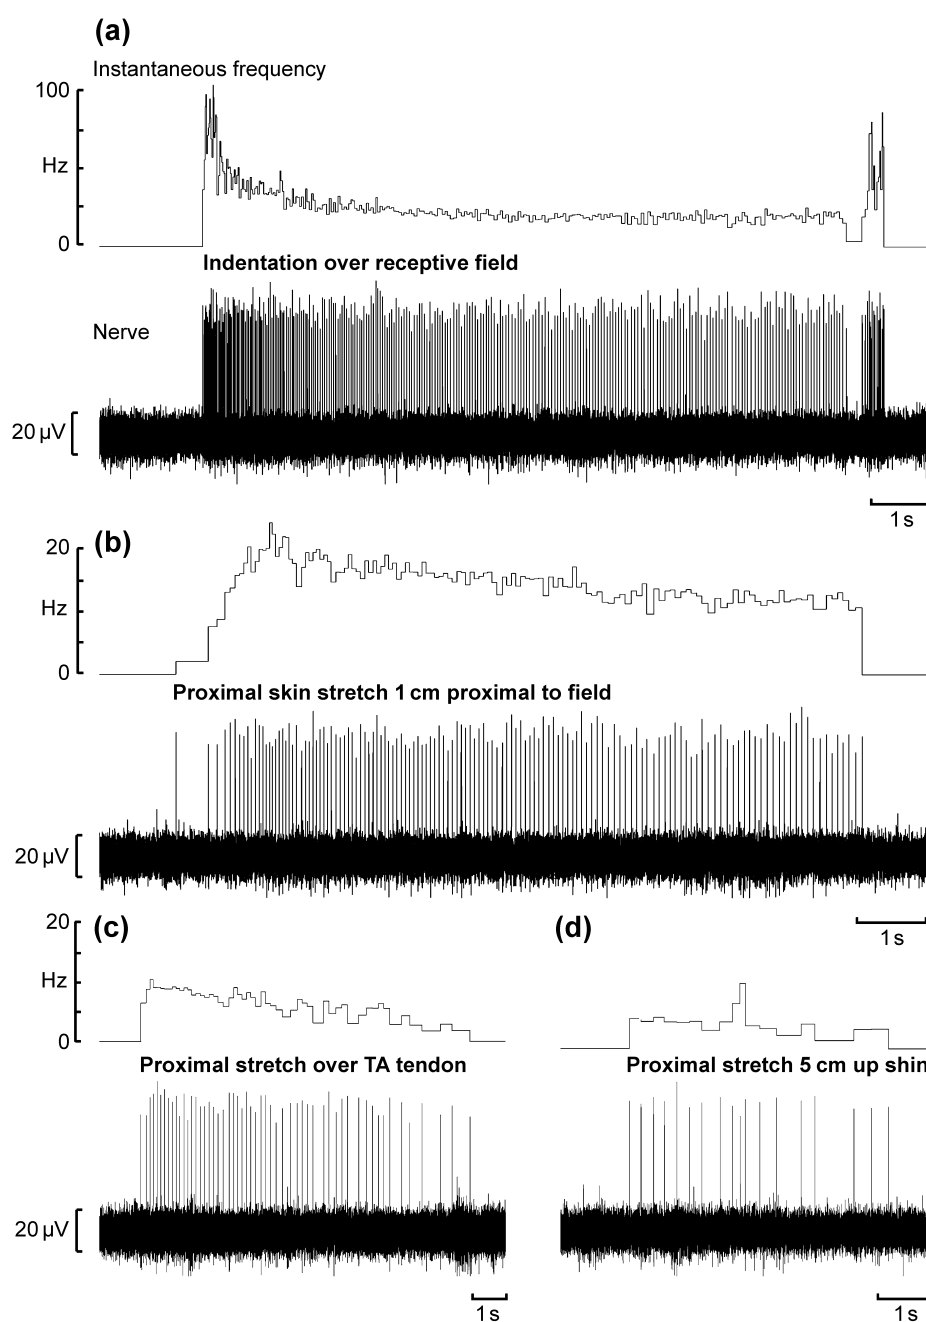 (a)
Instantaneous frequency
100
Hz
0
Indentation over receptive field
Nerve
20 µV
1 s
(b)
20
Hz
0
Proximal skin stretch 1 cm proximal to field
20 µV
1 s
(c)
(d)
20
Hz
0
Proximal stretch over TA tendon
Proximal stretch 5 cm up shin
20 µV
1 s
1 s